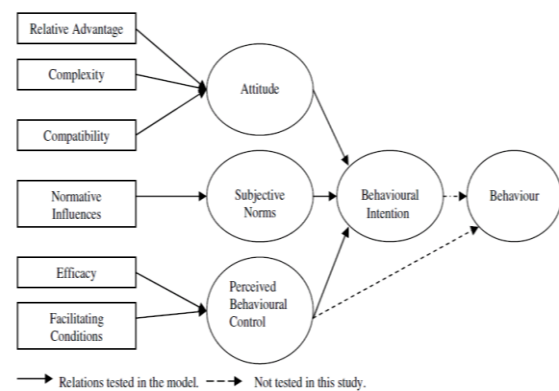 Relative Advantage
Complexity
Compatibility
Attitude
Normative
Influences
Subjective
Norms
Behavioural
Intention
Behaviour
Efficacy
Facilitating
Conditions
Perceived
Behavioural
Control
Relations tested in the model.
Not tested in this study.